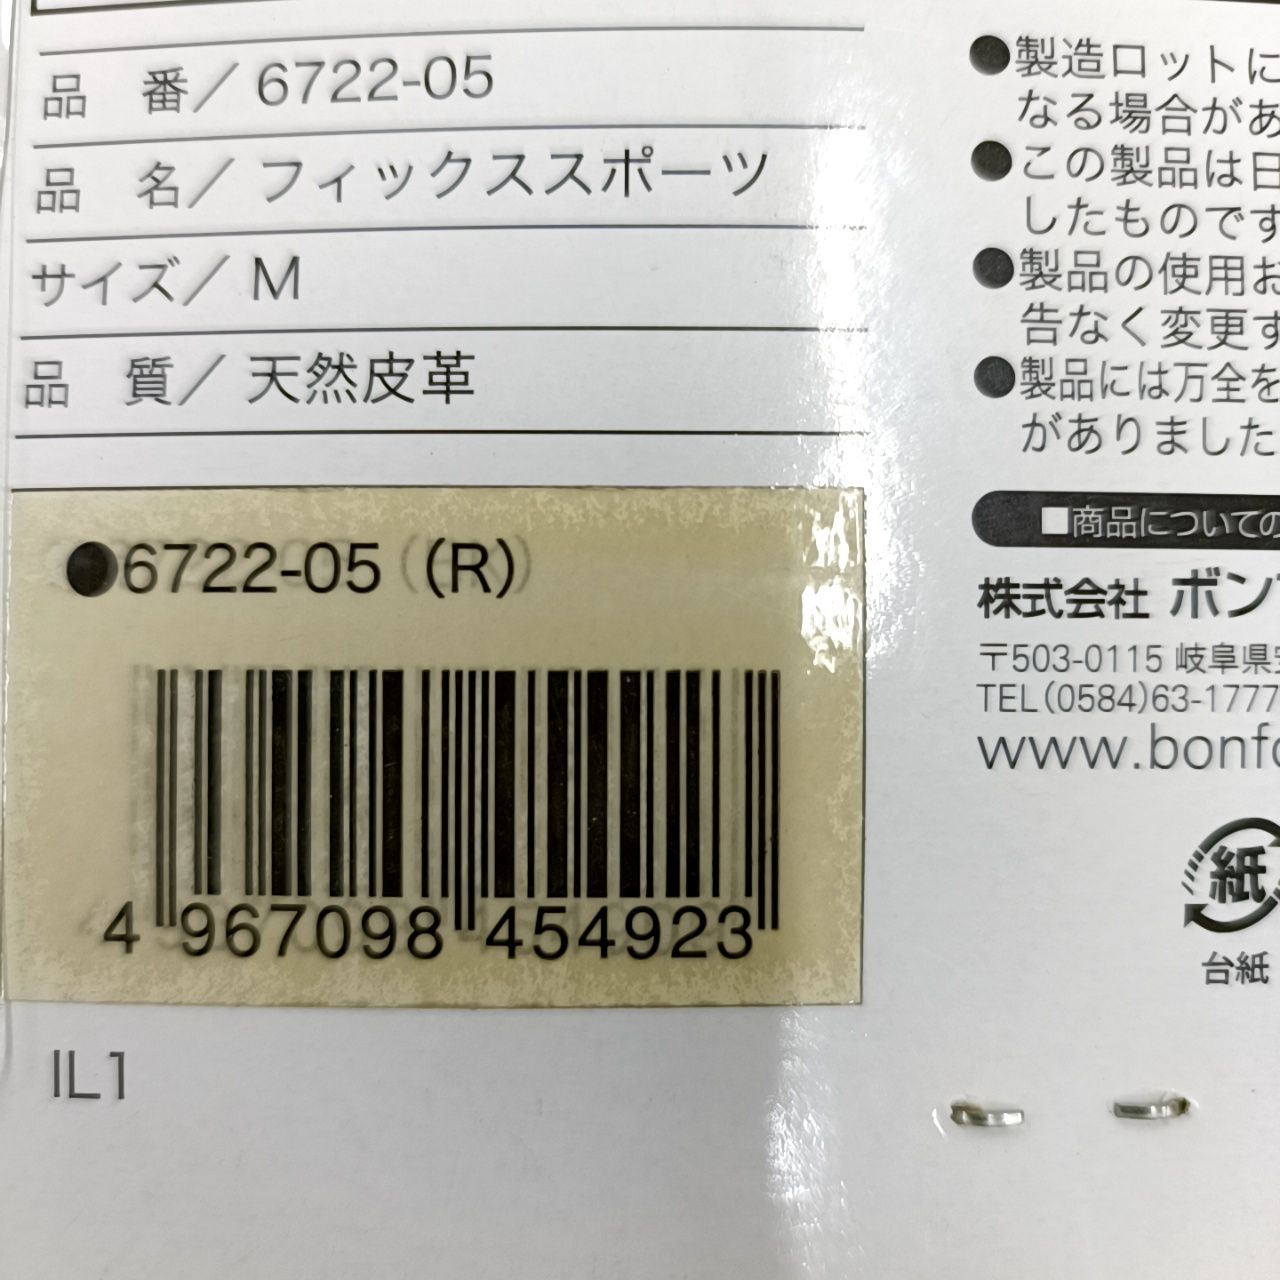 品 番／6722-05
品 名／フィックススポーツ
サイズ／M
品 質／天然皮革
●6722-05 (R)
4 967098 454923
IL1
●製造ロットに
なる場合があ
●この製品は日
したものです
●製品の使用お
告なく変更す
●製品には万全を
がありました
■商品についての
株式会社 ボン
〒503-0115 岐阜県
TEL(0584)63-1777
www.bonfo
紙
台紙